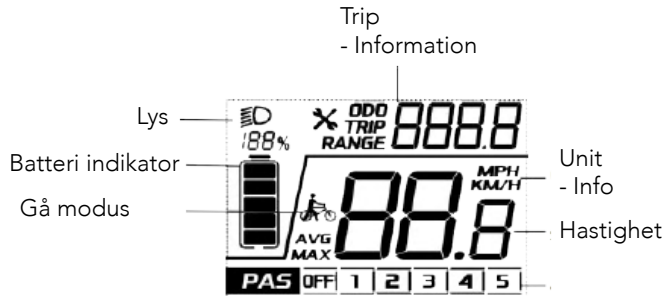 Trip
- Information
Lys
ODO
TRIP
RANGE
888.8
188%
Batteri indikator
MPH
KM/H
Unit
- Info
Gå modus
88.8
Hastighet
AVG
MAX
PAS OFF 1 2 3 4 5